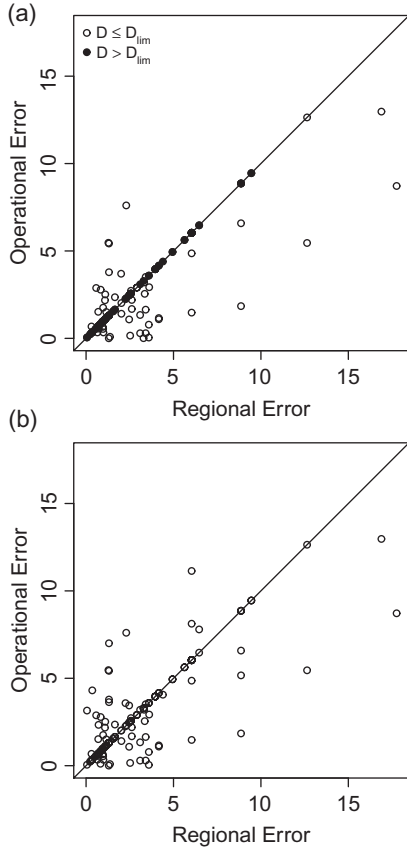 (a)
○ D ≤ Dlim
● D > Dlim
15
10
5
0
Operational Error
0 5 10 15
Regional Error
(b)
15
10
5
0
Operational Error
0 5 10 15
Regional Error